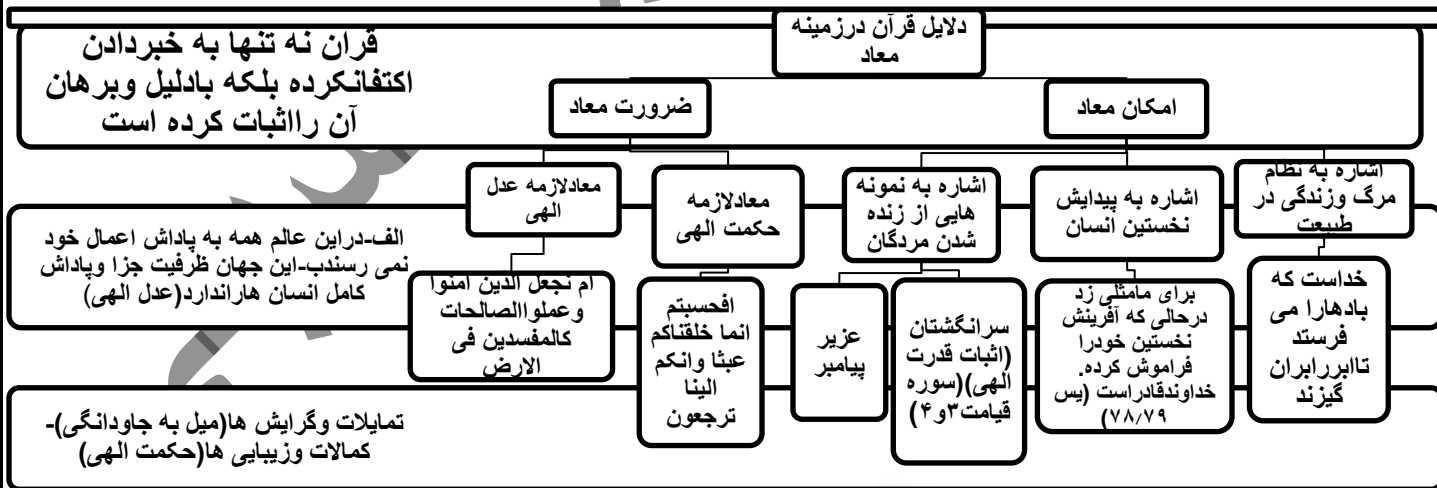 دلایل قرآن درزمینه
معاد
قران نه تنها به خبردادن
اکتفانکرده بلکه بادلیل وبرهان
آن رااثبات کرده است
امکان معاد
ضرورت معاد
اشاره به نظام
مرگ وزندگی در
طبیعت
اشاره به پیدایش
نخستین انسان
اشاره به نمونه
هایی از زنده
شدن مردگان
معادلازمه
حکمت الهی
معادلازمه عدل
الهی
الف-دراین عالم همه به پاداش اعمال خود
نمی رسندب-این جهان ظرفیت جزا وپاداش
کامل انسان هاراندارد(عدل الهی)
خداست که
بادهارا می
فرستد
تاابررابران
گیزند
برای مامثلی زد
درحالی که آفرینش
نخستین خودرا
فراموش کرده.
خداوندقادراست (یس
۷۸/۷۹)
سرانگشتان
(اثبات قدرت
الهی)(سوره
قیامت۳و۴)
عزیر
پیامبر
افحسبتم
انما خلقناکم
عبثا وانکم
الینا
ترجعون
ام نجعل الذین امنوا
وعملواالصالحات
کالمفسدین فی
الارض
تمایلات وگرایش ها(میل به جاودانگی)-
کمالات وزیبایی ها(حکمت الهی)